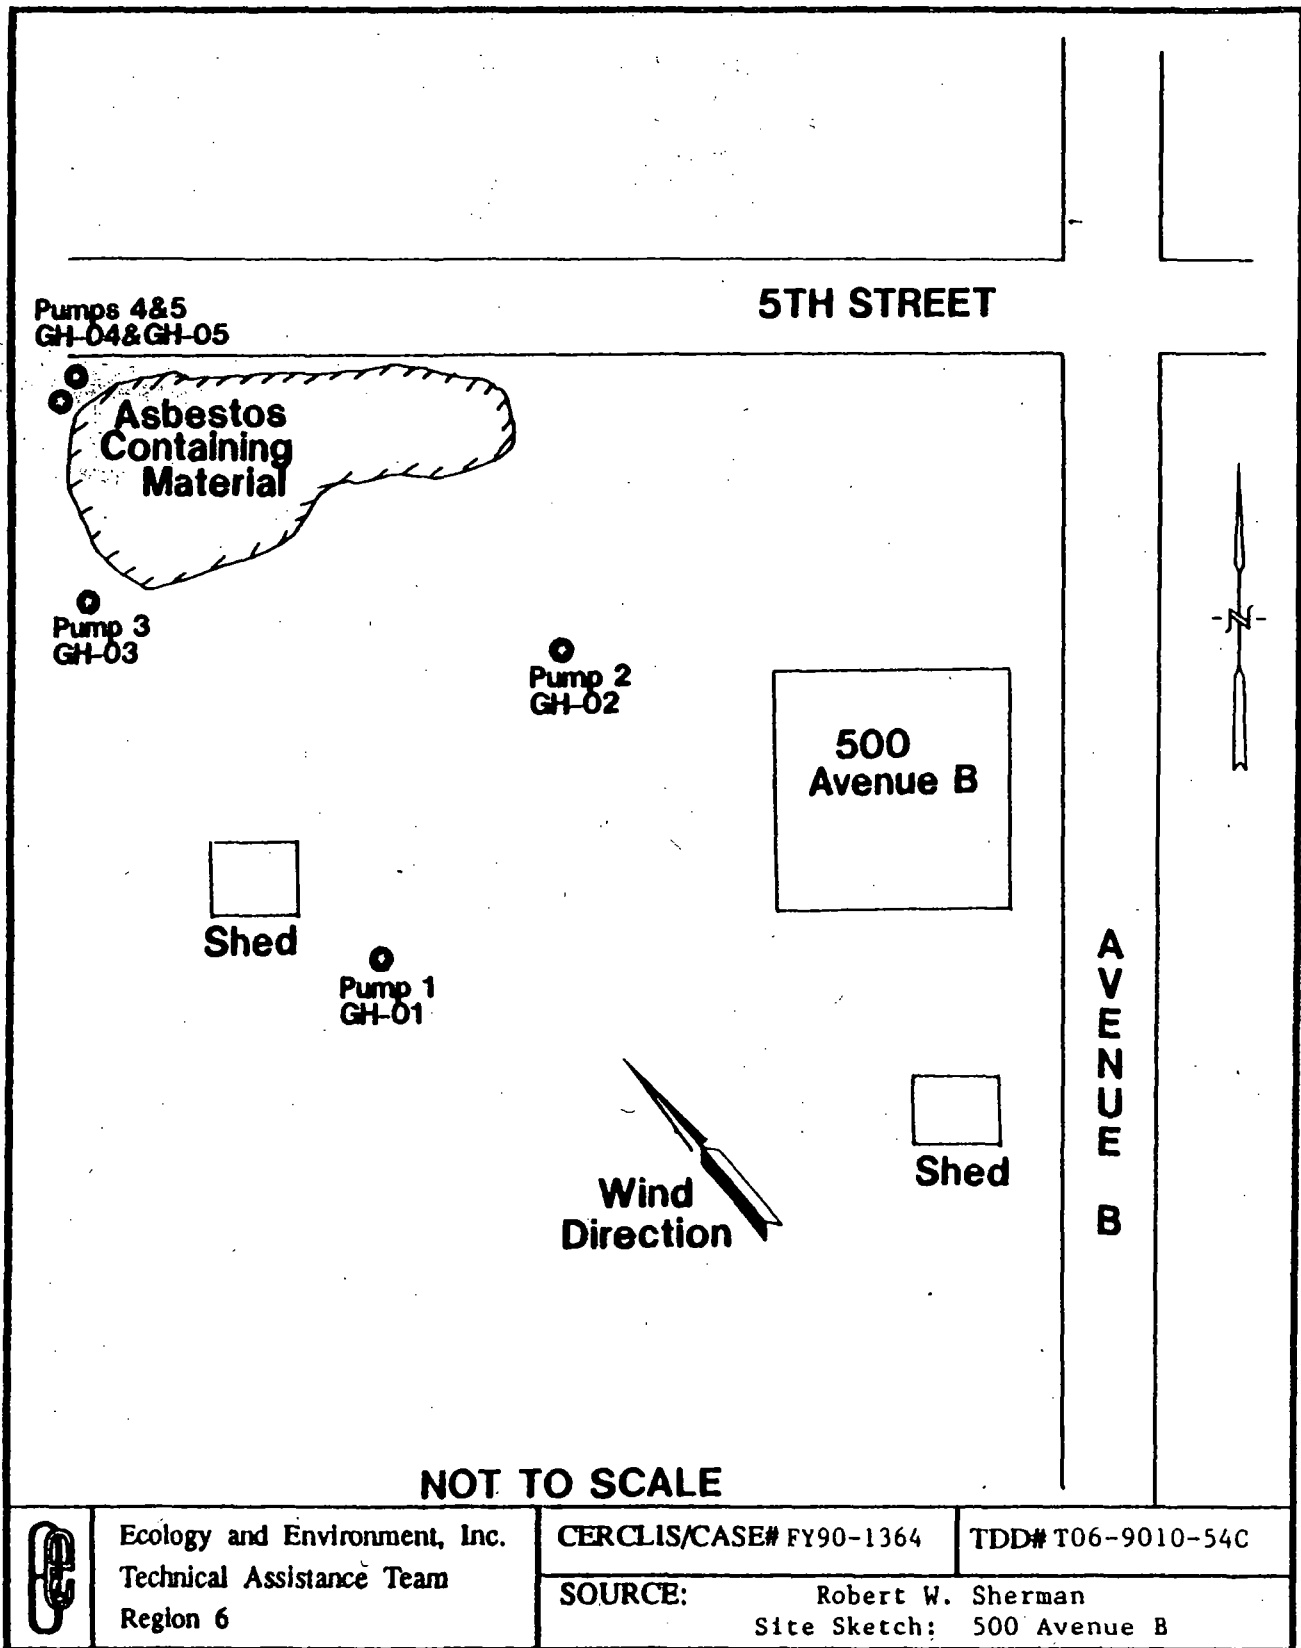 5TH STREET
Pumps 4&5
GH-04&GH-05
Asbestos
Containing
Material
N
Pump 3
GH-03
Pump 2
GH-02
500
Avenue B
Shed
Pump 1
GH-01
AVENUE B
Shed
Wind
Direction
NOT TO SCALE
Ecology and Environment, Inc.
Technical Assistance Team
Region 6
CERCLIS/CASE# FY90-1364
TDD# T06-9010-54C
SOURCE: Robert W. Sherman
Site Sketch: 500 Avenue B